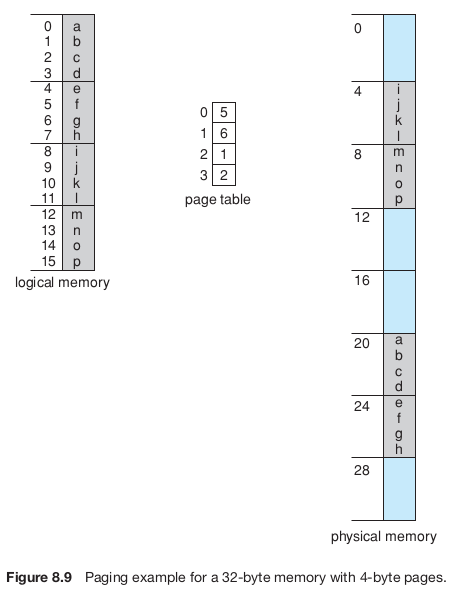 0 a
1 b
2 c
3 d
4 e
5 f
6 g
7 h
8 i
9 j
10 k
11 l
12 m
13 n
14 o
15 p
logical memory
0 5
1 6
2 1
3 2
page table
0
4 i
j
k
l
8 m
n
o
p
12
16
20 a
b
c
d
24 e
f
g
h
28
physical memory
Figure 8.9 Paging example for a 32-byte memory with 4-byte pages.